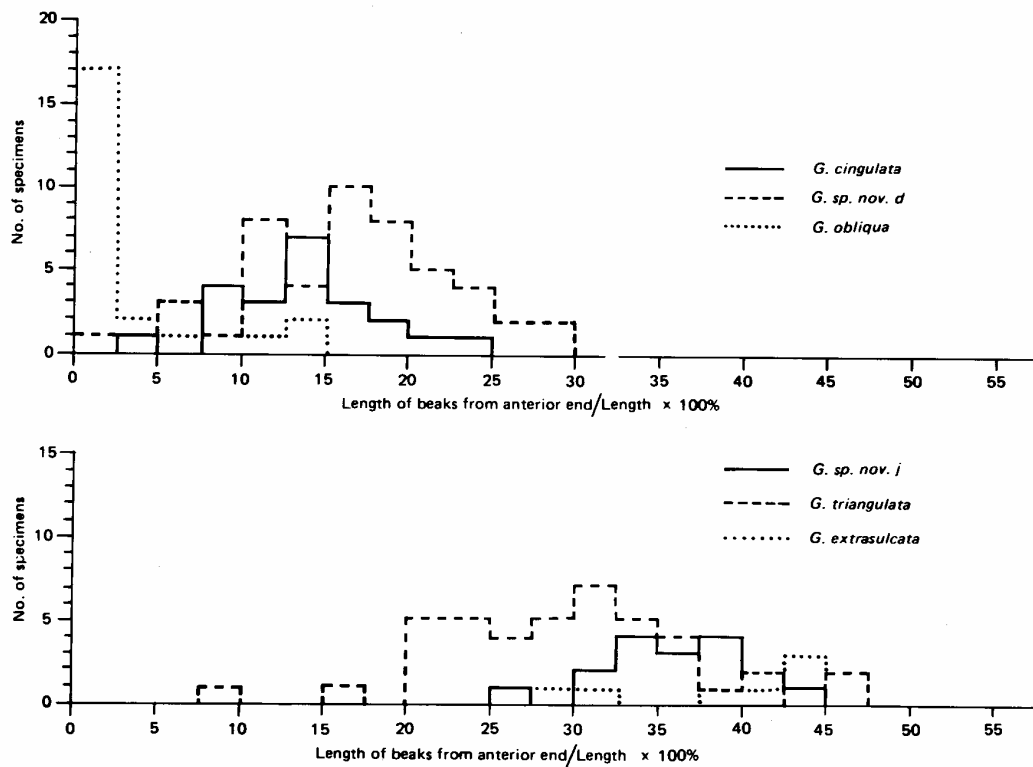 20
15
10
5
0
No. of specimens
G. cingulata
G. sp. nov. d
G. obliqua
0 5 10 15 20 25 30 35 40 45 50 55
Length of beaks from anterior end/Length × 100%
15
10
5
0
No. of specimens
G. sp. nov. j
G. triangulata
G. extrasulcata
0 5 10 15 20 25 30 35 40 45 50 55
Length of beaks from anterior end/Length × 100%